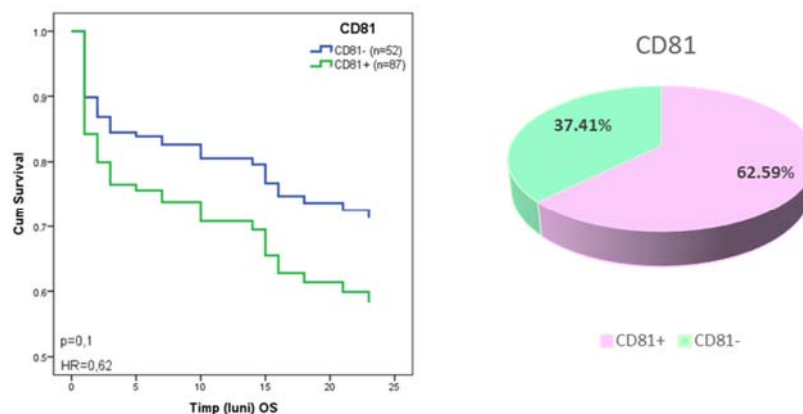 CD81
CD81- (n=52)
CD81+ (n=87)
1.0
0.9
0.8
0.7
0.6
0.5
Cum Survival
p=0,1
HR=0,62
0
5
10
15
20
25
Timp (luni) OS
CD81
37.41%
62.59%
CD81+
CD81-